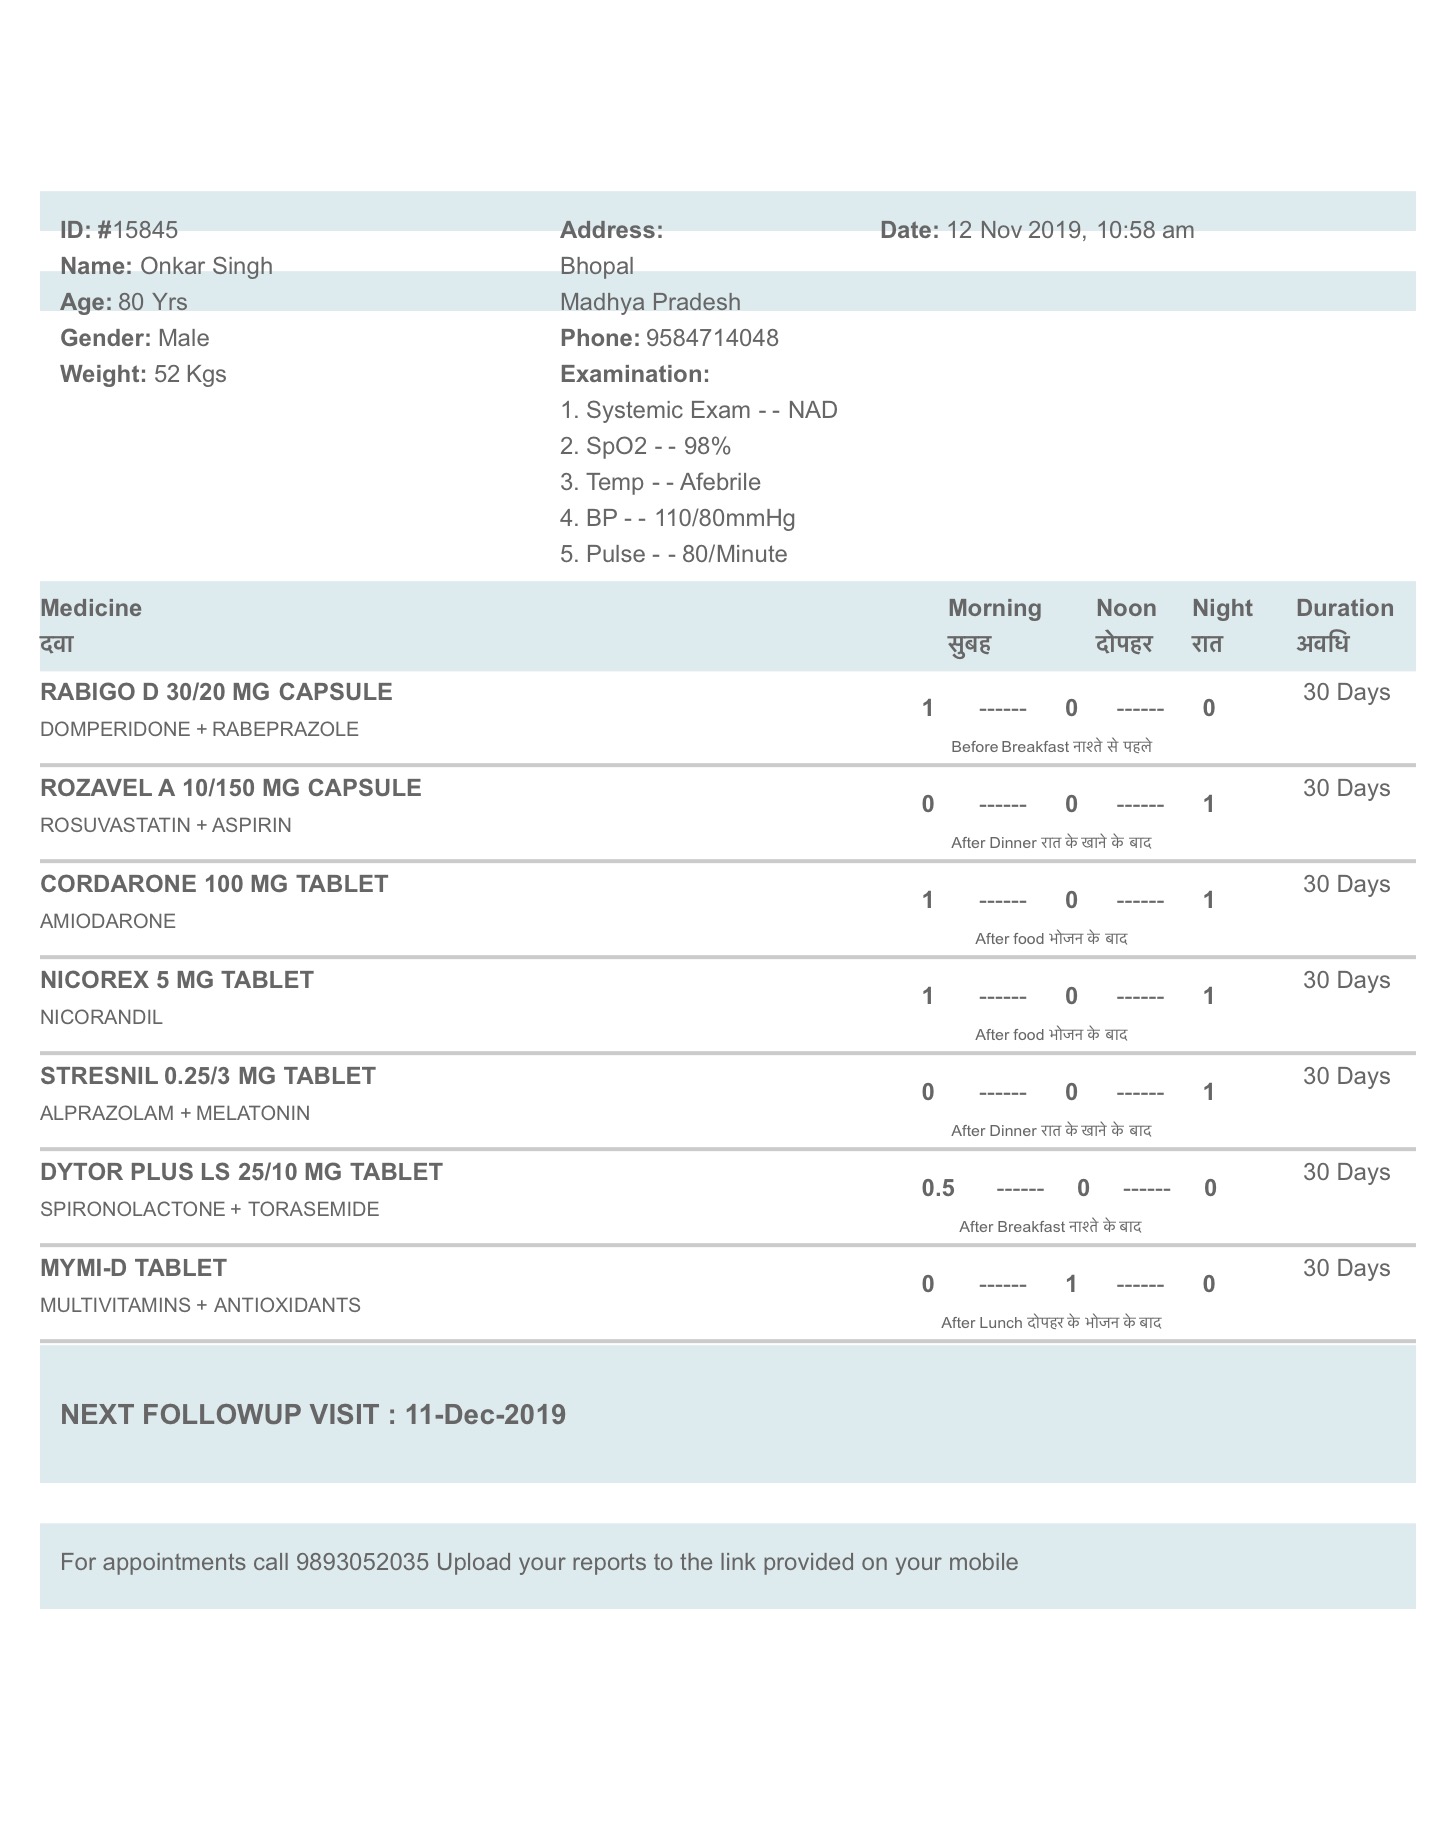 ID: #15845
Name: Onkar Singh
Age: 80 Yrs
Gender: Male
Weight: 52 Kgs
Address:
Bhopal
Madhya Pradesh
Phone: 9584714048
Examination:
1. Systemic Exam - - NAD
2. SpO2 - - 98%
3. Temp - - Afebrile
4. BP - - 110/80mmHg
5. Pulse - - 80/Minute
Date: 12 Nov 2019, 10:58 am
Medicine Morning Noon Night Duration
दवा सुबह दोपहर रात अवधि
RABIGO D 30/20 MG CAPSULE 30 Days
1 ------ 0 ------ 0
DOMPERIDONE + RABEPRAZOLE
Before Breakfast नाश्ते से पहले
ROZAVEL A 10/150 MG CAPSULE 30 Days
0 ------ 0 ------ 1
ROSUVASTATIN + ASPIRIN
After Dinner रात के खाने के बाद
CORDARONE 100 MG TABLET 30 Days
1 ------ 0 ------ 1
AMIODARONE
After food भोजन के बाद
NICOREX 5 MG TABLET 30 Days
1 ------ 0 ------ 1
NICORANDIL
After food भोजन के बाद
STRESNIL 0.25/3 MG TABLET 30 Days
0 ------ 0 ------ 1
ALPRAZOLAM + MELATONIN
After Dinner रात के खाने के बाद
DYTOR PLUS LS 25/10 MG TABLET 30 Days
0.5 ------ 0 ------ 0
SPIRONOLACTONE + TORASEMIDE
After Breakfast नाश्ते के बाद
MYMI-D TABLET 30 Days
0 ------ 1 ------ 0
MULTIVITAMINS + ANTIOXIDANTS
After Lunch दोपहर के भोजन के बाद
NEXT FOLLOWUP VISIT : 11-Dec-2019
For appointments call 9893052035 Upload your reports to the link provided on your mobile